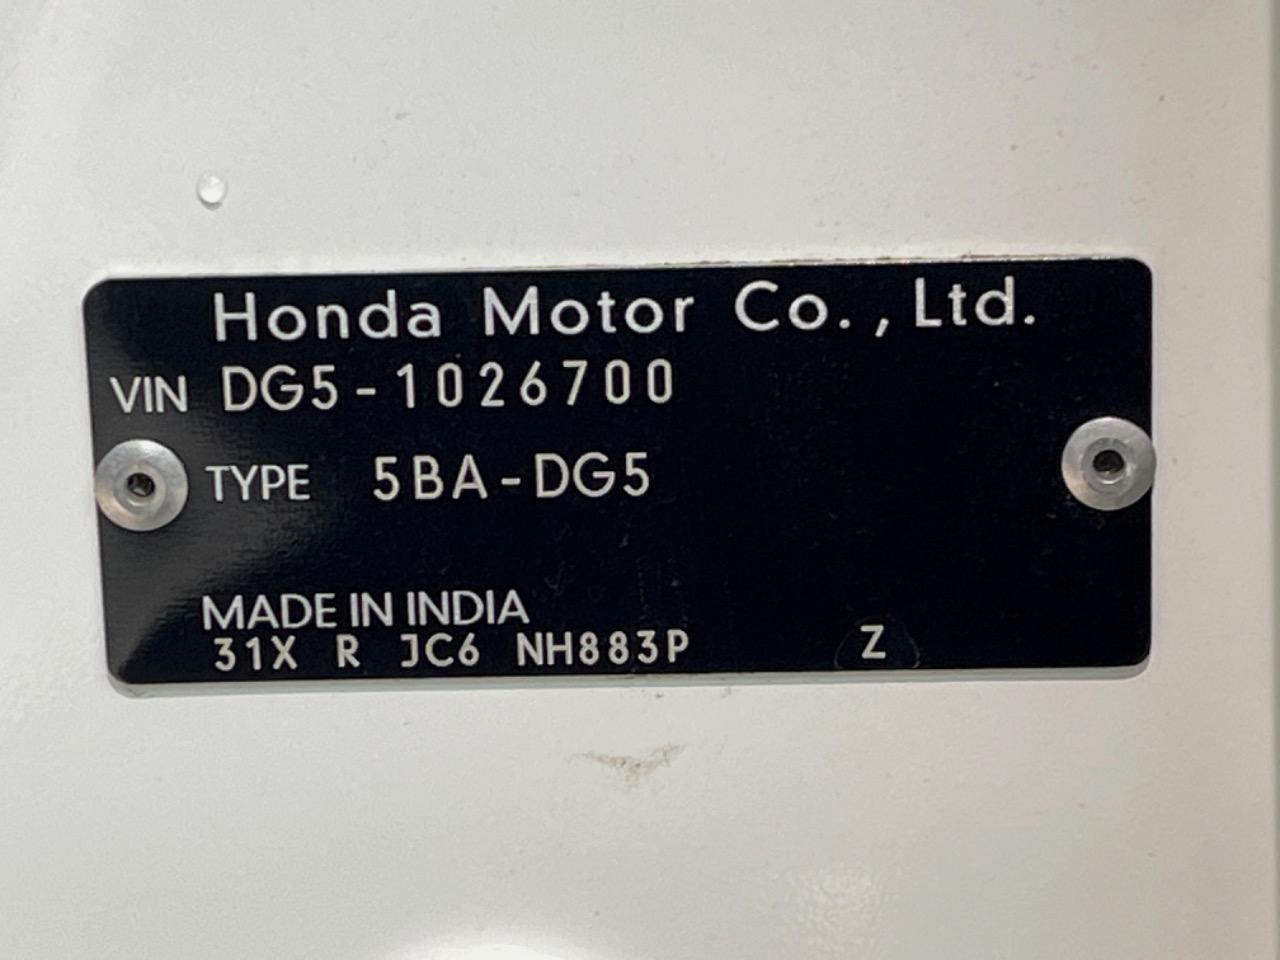 Honda Motor Co., Ltd.
VIN DG5-1026700
TYPE 5BA-DG5
MADE IN INDIA
31X R JC6 NH883P Z